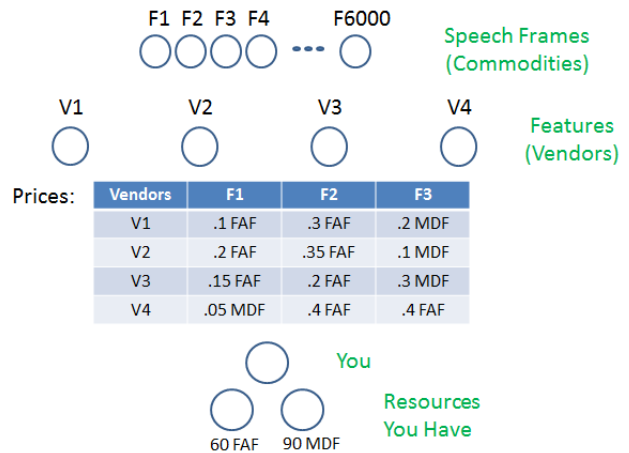 F1 F2 F3 F4 F6000
Speech Frames
(Commodities)
V1 V2 V3 V4
Features
(Vendors)
Prices:
Vendors F1 F2 F3
V1 .1 FAF .3 FAF .2 MDF
V2 .2 FAF .35 FAF .1 MDF
V3 .15 FAF .2 FAF .3 MDF
V4 .05 MDF .4 FAF .4 FAF
You
Resources
You Have
60 FAF 90 MDF